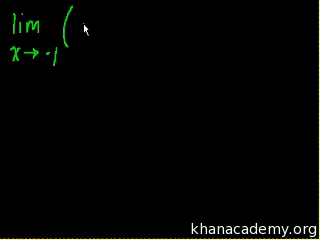 lim (
x → -1
khanacademy.org